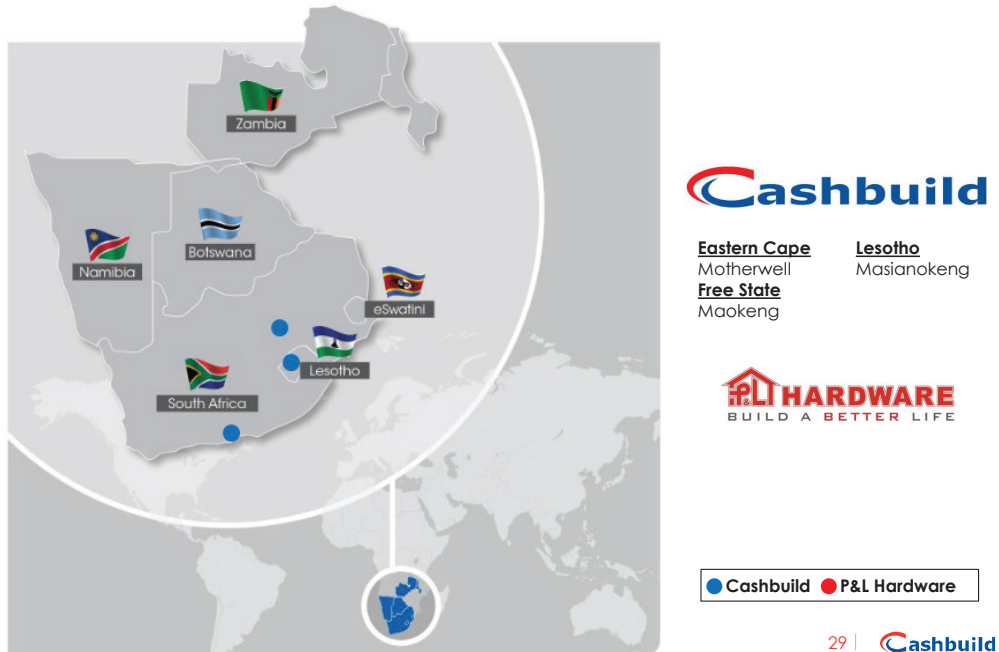 Zambia
Namibia
Botswana
eSwatini
Lesotho
South Africa
Cashbuild
Eastern Cape
Motherwell
Free State
Maokeng
Lesotho
Masianokeng
P&L HARDWARE
BUILD A BETTER LIFE
Cashbuild P&L Hardware
29 | Cashbuild